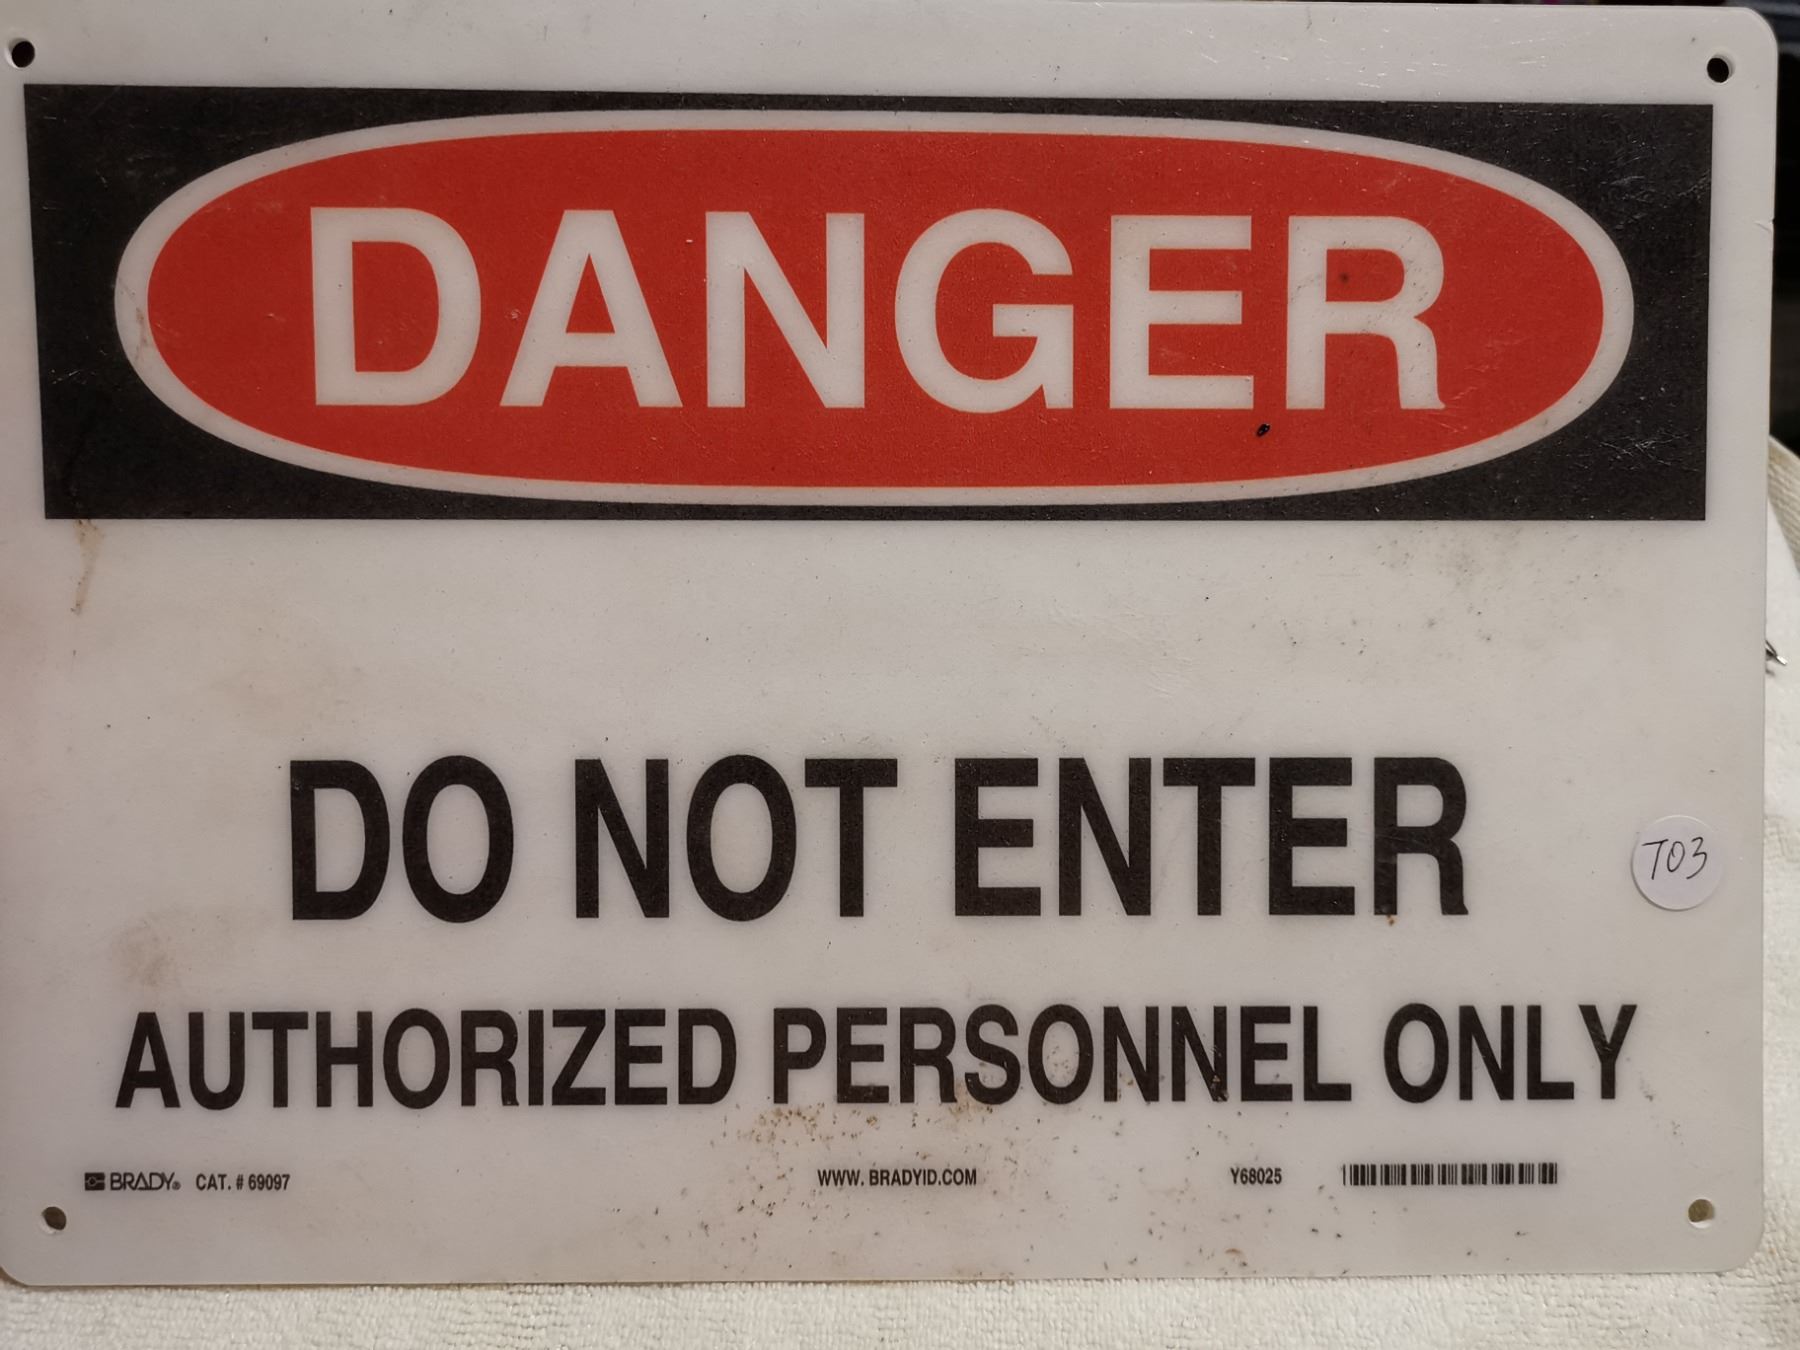 DANGER
DO NOT ENTER
T03
AUTHORIZED PERSONNEL ONLY
BRADY® CAT. # 69097 WWW. BRADYID.COM Y68025